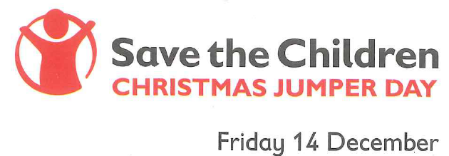 Save the Children
CHRISTMAS JUMPER DAY
Friday 14 December